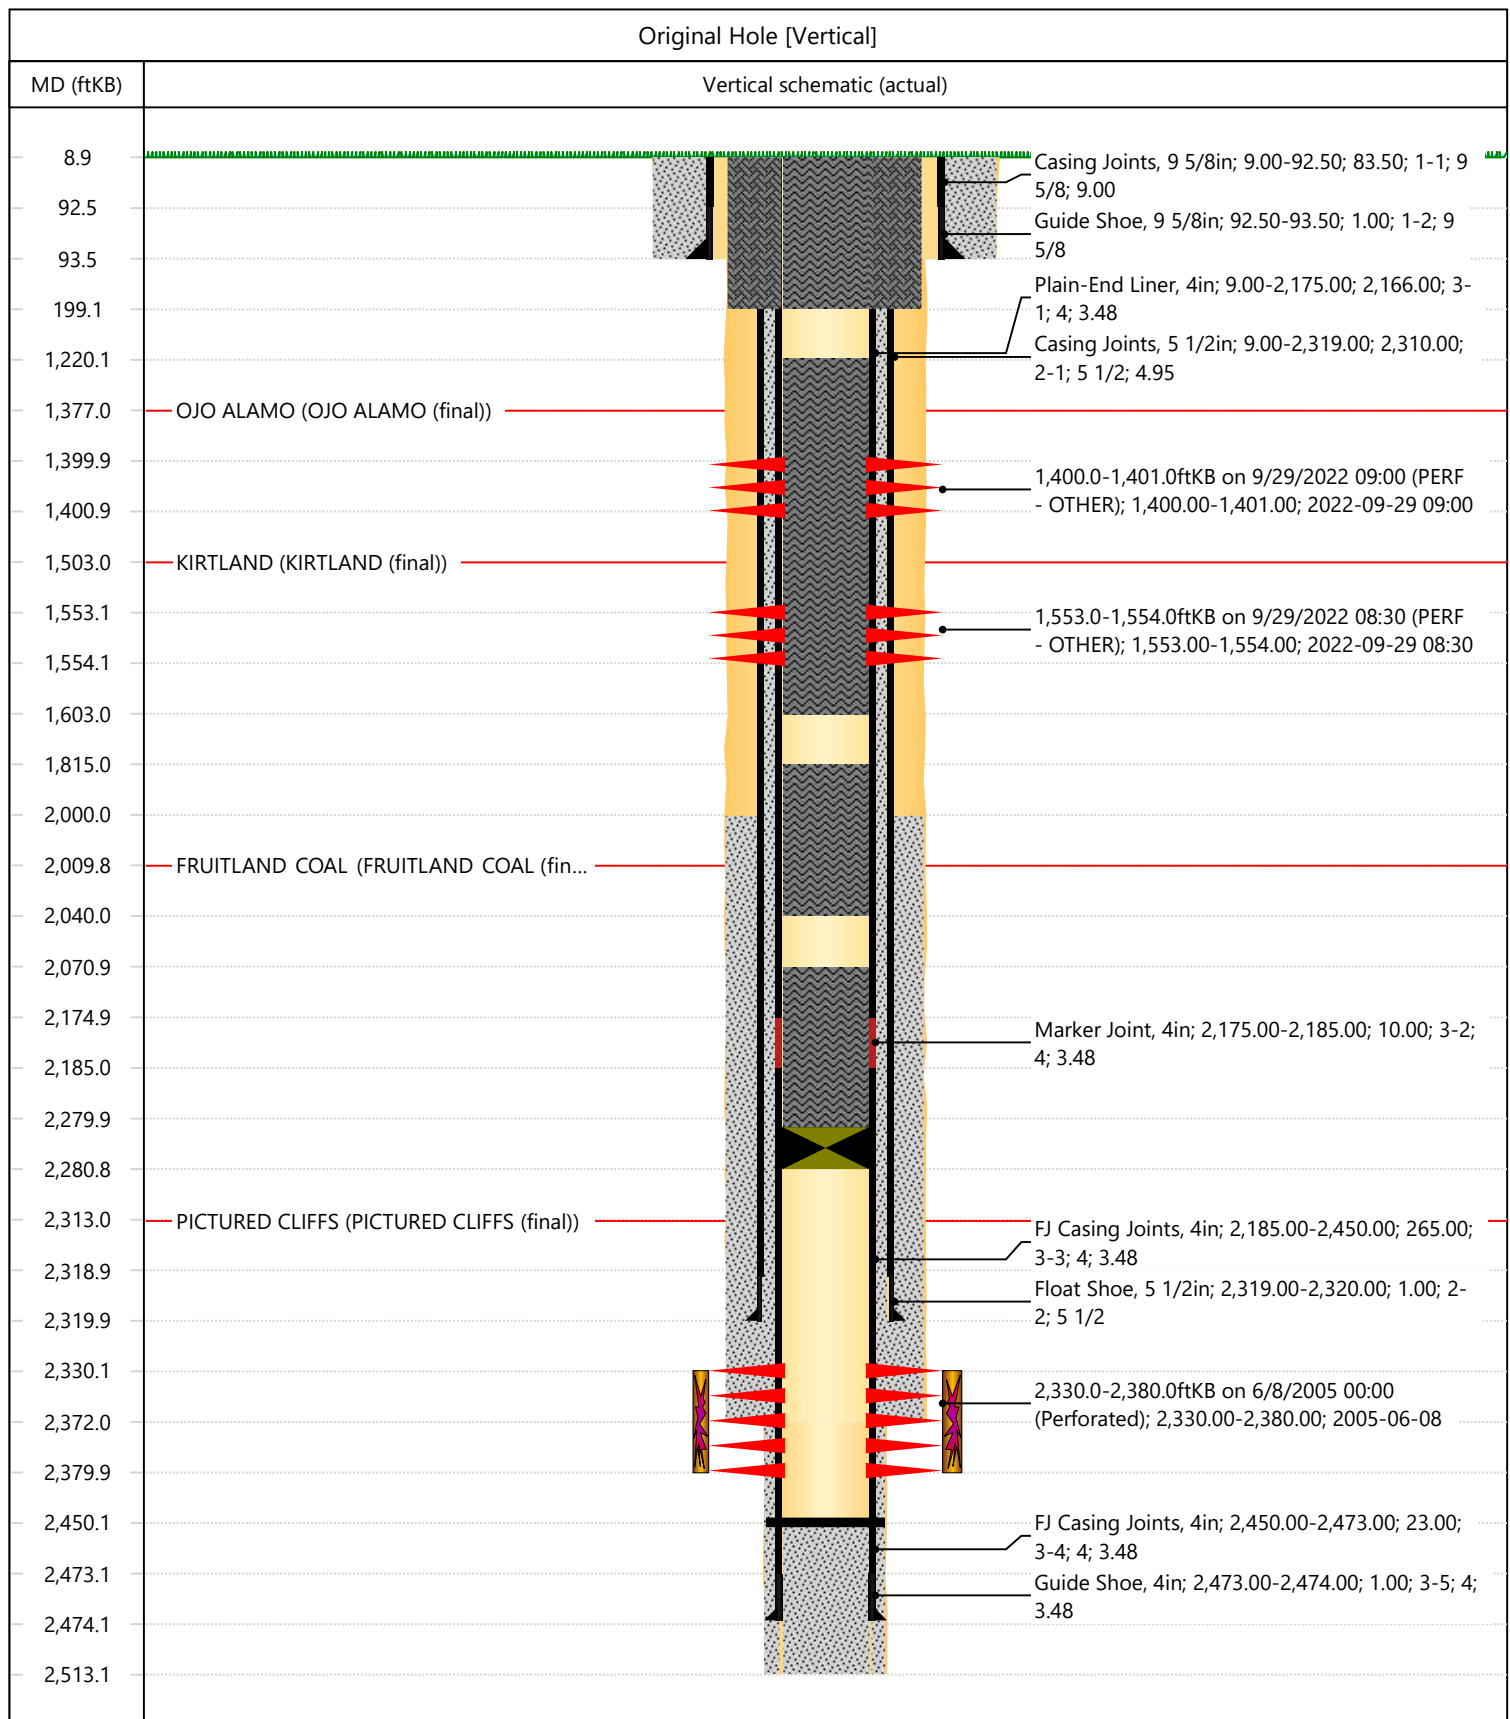 Original Hole [Vertical]
MD (ftKB)
Vertical schematic (actual)
8.9
92.5
93.5
199.1
1,220.1
1,377.0
1,399.9
1,400.9
1,503.0
1,553.1
1,554.1
1,603.0
1,815.0
2,000.0
2,009.8
2,040.0
2,070.9
2,174.9
2,185.0
2,279.9
2,280.8
2,313.0
2,318.9
2,319.9
2,330.1
2,372.0
2,379.9
2,450.1
2,473.1
2,474.1
2,513.1
OJO ALAMO (OJO ALAMO (final))
KIRTLAND (KIRTLAND (final))
FRUITLAND COAL (FRUITLAND COAL (fin...
PICTURED CLIFFS (PICTURED CLIFFS (final))
Casing Joints, 9 5/8in; 9.00-92.50; 83.50; 1-1; 9
5/8; 9.00
Guide Shoe, 9 5/8in; 92.50-93.50; 1.00; 1-2; 9
5/8
Plain-End Liner, 4in; 9.00-2,175.00; 2,166.00; 3-
1; 4; 3.48
Casing Joints, 5 1/2in; 9.00-2,319.00; 2,310.00;
2-1; 5 1/2; 4.95
1,400.0-1,401.0ftKB on 9/29/2022 09:00 (PERF
- OTHER); 1,400.00-1,401.00; 2022-09-29 09:00
1,553.0-1,554.0ftKB on 9/29/2022 08:30 (PERF
- OTHER); 1,553.00-1,554.00; 2022-09-29 08:30
Marker Joint, 4in; 2,175.00-2,185.00; 10.00; 3-2;
4; 3.48
FJ Casing Joints, 4in; 2,185.00-2,450.00; 265.00;
3-3; 4; 3.48
Float Shoe, 5 1/2in; 2,319.00-2,320.00; 1.00; 2-
2; 5 1/2
2,330.0-2,380.0ftKB on 6/8/2005 00:00
(Perforated); 2,330.00-2,380.00; 2005-06-08
FJ Casing Joints, 4in; 2,450.00-2,473.00; 23.00;
3-4; 4; 3.48
Guide Shoe, 4in; 2,473.00-2,474.00; 1.00; 3-5; 4;
3.48